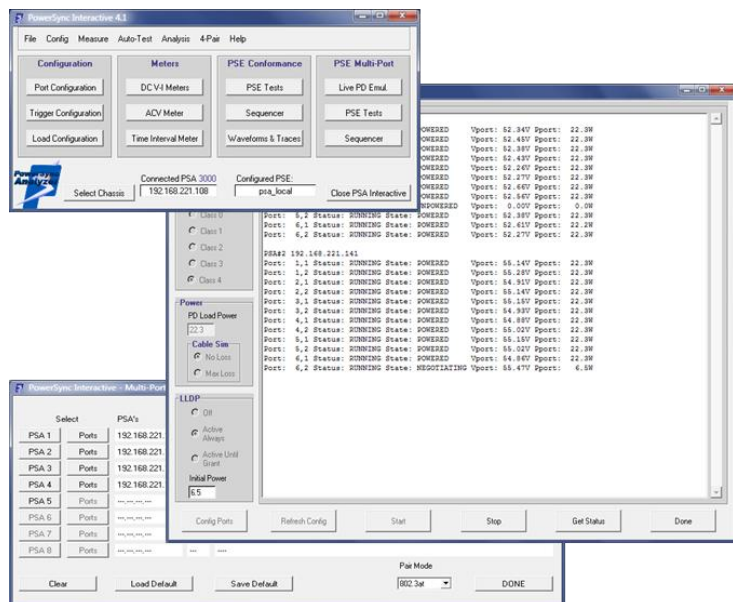 PowerSync Interactive 4.1
File Config Measure Auto-Test Analysis 4-Pair Help
Configuration Meters PSE Conformance PSE Multi-Port
Port Configuration DC V-I Meters PSE Tests Live PD Emul.
Trigger Configuration ACV Meter Sequencer PSE Tests
Load Configuration Time Interval Meter Waveforms & Traces Sequencer
PowerSync Analyzer
Connected PSA 3000 Configured PSE:
Select Chassis 192.168.221.108 psa_local Close PSA Interactive
POWERED Vport: 52.34V Pport: 22.3W
POWERED Vport: 52.45V Pport: 22.3W
POWERED Vport: 52.38V Pport: 22.3W
POWERED Vport: 52.43V Pport: 22.3W
POWERED Vport: 52.26V Pport: 22.3W
POWERED Vport: 52.27V Pport: 22.3W
POWERED Vport: 52.66V Pport: 22.3W
POWERED Vport: 52.56V Pport: 22.3W
NPOWERED Vport: 0.00V Pport: 0.0W
Port: 5,2 Status: RUNNING State: POWERED Vport: 52.38V Pport: 22.3W
Port: 6,1 Status: RUNNING State: POWERED Vport: 52.61V Pport: 22.2W
Port: 6,2 Status: RUNNING State: POWERED Vport: 52.27V Pport: 22.3W
PSA#2 192.168.221.141
Port: 1,1 Status: RUNNING State: POWERED Vport: 55.14V Pport: 22.3W
Port: 1,2 Status: RUNNING State: POWERED Vport: 55.28V Pport: 22.3W
Port: 2,1 Status: RUNNING State: POWERED Vport: 54.91V Pport: 22.3W
Port: 2,2 Status: RUNNING State: POWERED Vport: 55.14V Pport: 22.3W
Port: 3,1 Status: RUNNING State: POWERED Vport: 55.15V Pport: 22.3W
Port: 3,2 Status: RUNNING State: POWERED Vport: 54.93V Pport: 22.3W
Port: 4,1 Status: RUNNING State: POWERED Vport: 54.88V Pport: 22.3W
Port: 4,2 Status: RUNNING State: POWERED Vport: 55.02V Pport: 22.3W
Port: 5,1 Status: RUNNING State: POWERED Vport: 55.15V Pport: 22.3W
Port: 5,2 Status: RUNNING State: POWERED Vport: 55.02V Pport: 22.3W
Port: 6,1 Status: RUNNING State: POWERED Vport: 54.86V Pport: 22.3W
Port: 6,2 Status: RUNNING State: NEGOTIATING Vport: 55.47V Pport: 6.5W
Class 0
Class 1
Class 2
Class 3
Class 4
Power
PD Load Power
22.3
Cable Sim
No Loss
Max Loss
LLDP
Off
Active Always
Active Until Grant
Initial Power
6.5
Config Ports Refresh Config Start Stop Get Status Done
PowerSync Interactive - Multi-Port
Select PSA's
PSA 1 Ports 192.168.221.
PSA 2 Ports 192.168.221.
PSA 3 Ports 192.168.221.
PSA 4 Ports 192.168.221.
PSA 5 Ports ---.---.---.---
PSA 6 Ports ---.---.---.---
PSA 7 Ports ---.---.---.---
PSA 8 Ports ---.---.---.--- --- ----
Pair Mode
Clear Load Default Save Default 802.3at DONE